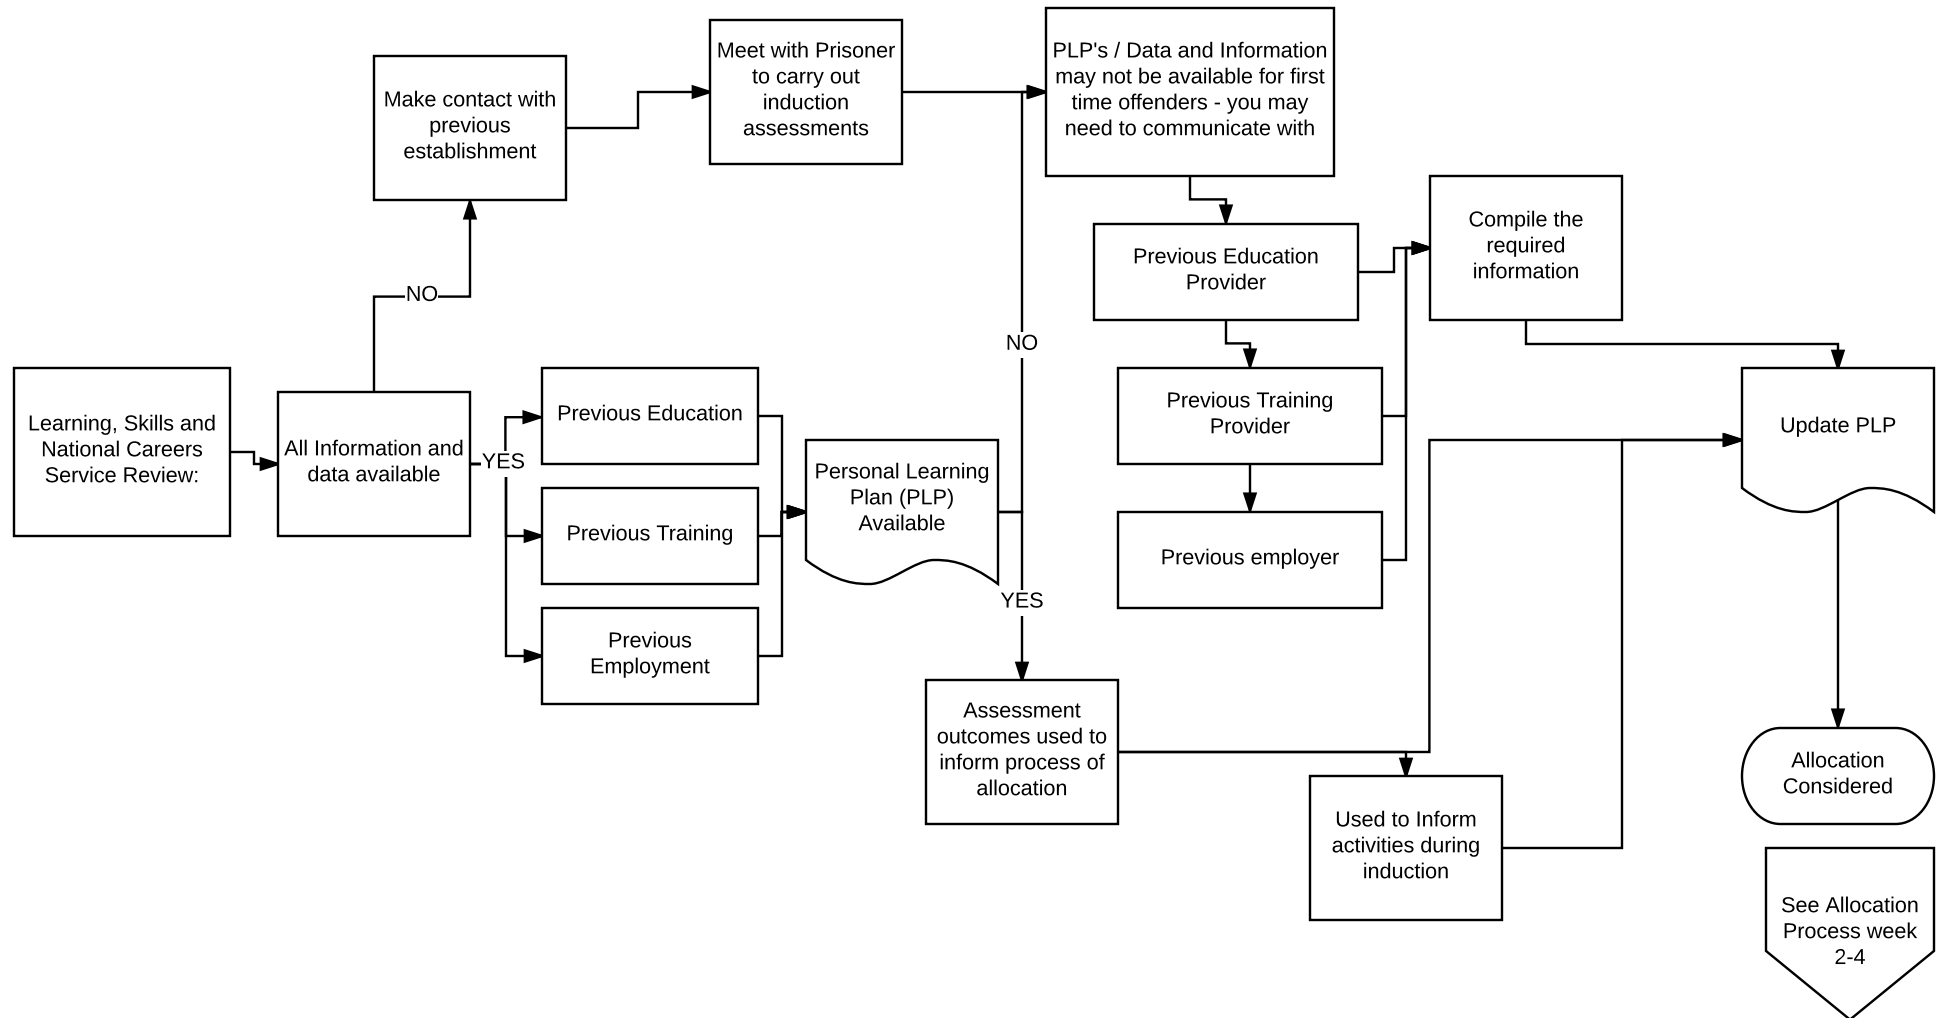 Learning, Skills and
National Careers
Service Review:
All Information and
data available
NO
Make contact with
previous
establishment
Meet with Prisoner
to carry out
induction
assessments
YES
Previous Education
Previous Training
Previous
Employment
Personal Learning
Plan (PLP)
Available
NO
PLP's / Data and Information
may not be available for first
time offenders - you may
need to communicate with
Previous Education
Provider
Previous Training
Provider
Previous employer
Compile the
required
information
YES
Assessment
outcomes used to
inform process of
allocation
Used to Inform
activities during
induction
Update PLP
Allocation
Considered
See Allocation
Process week
2-4